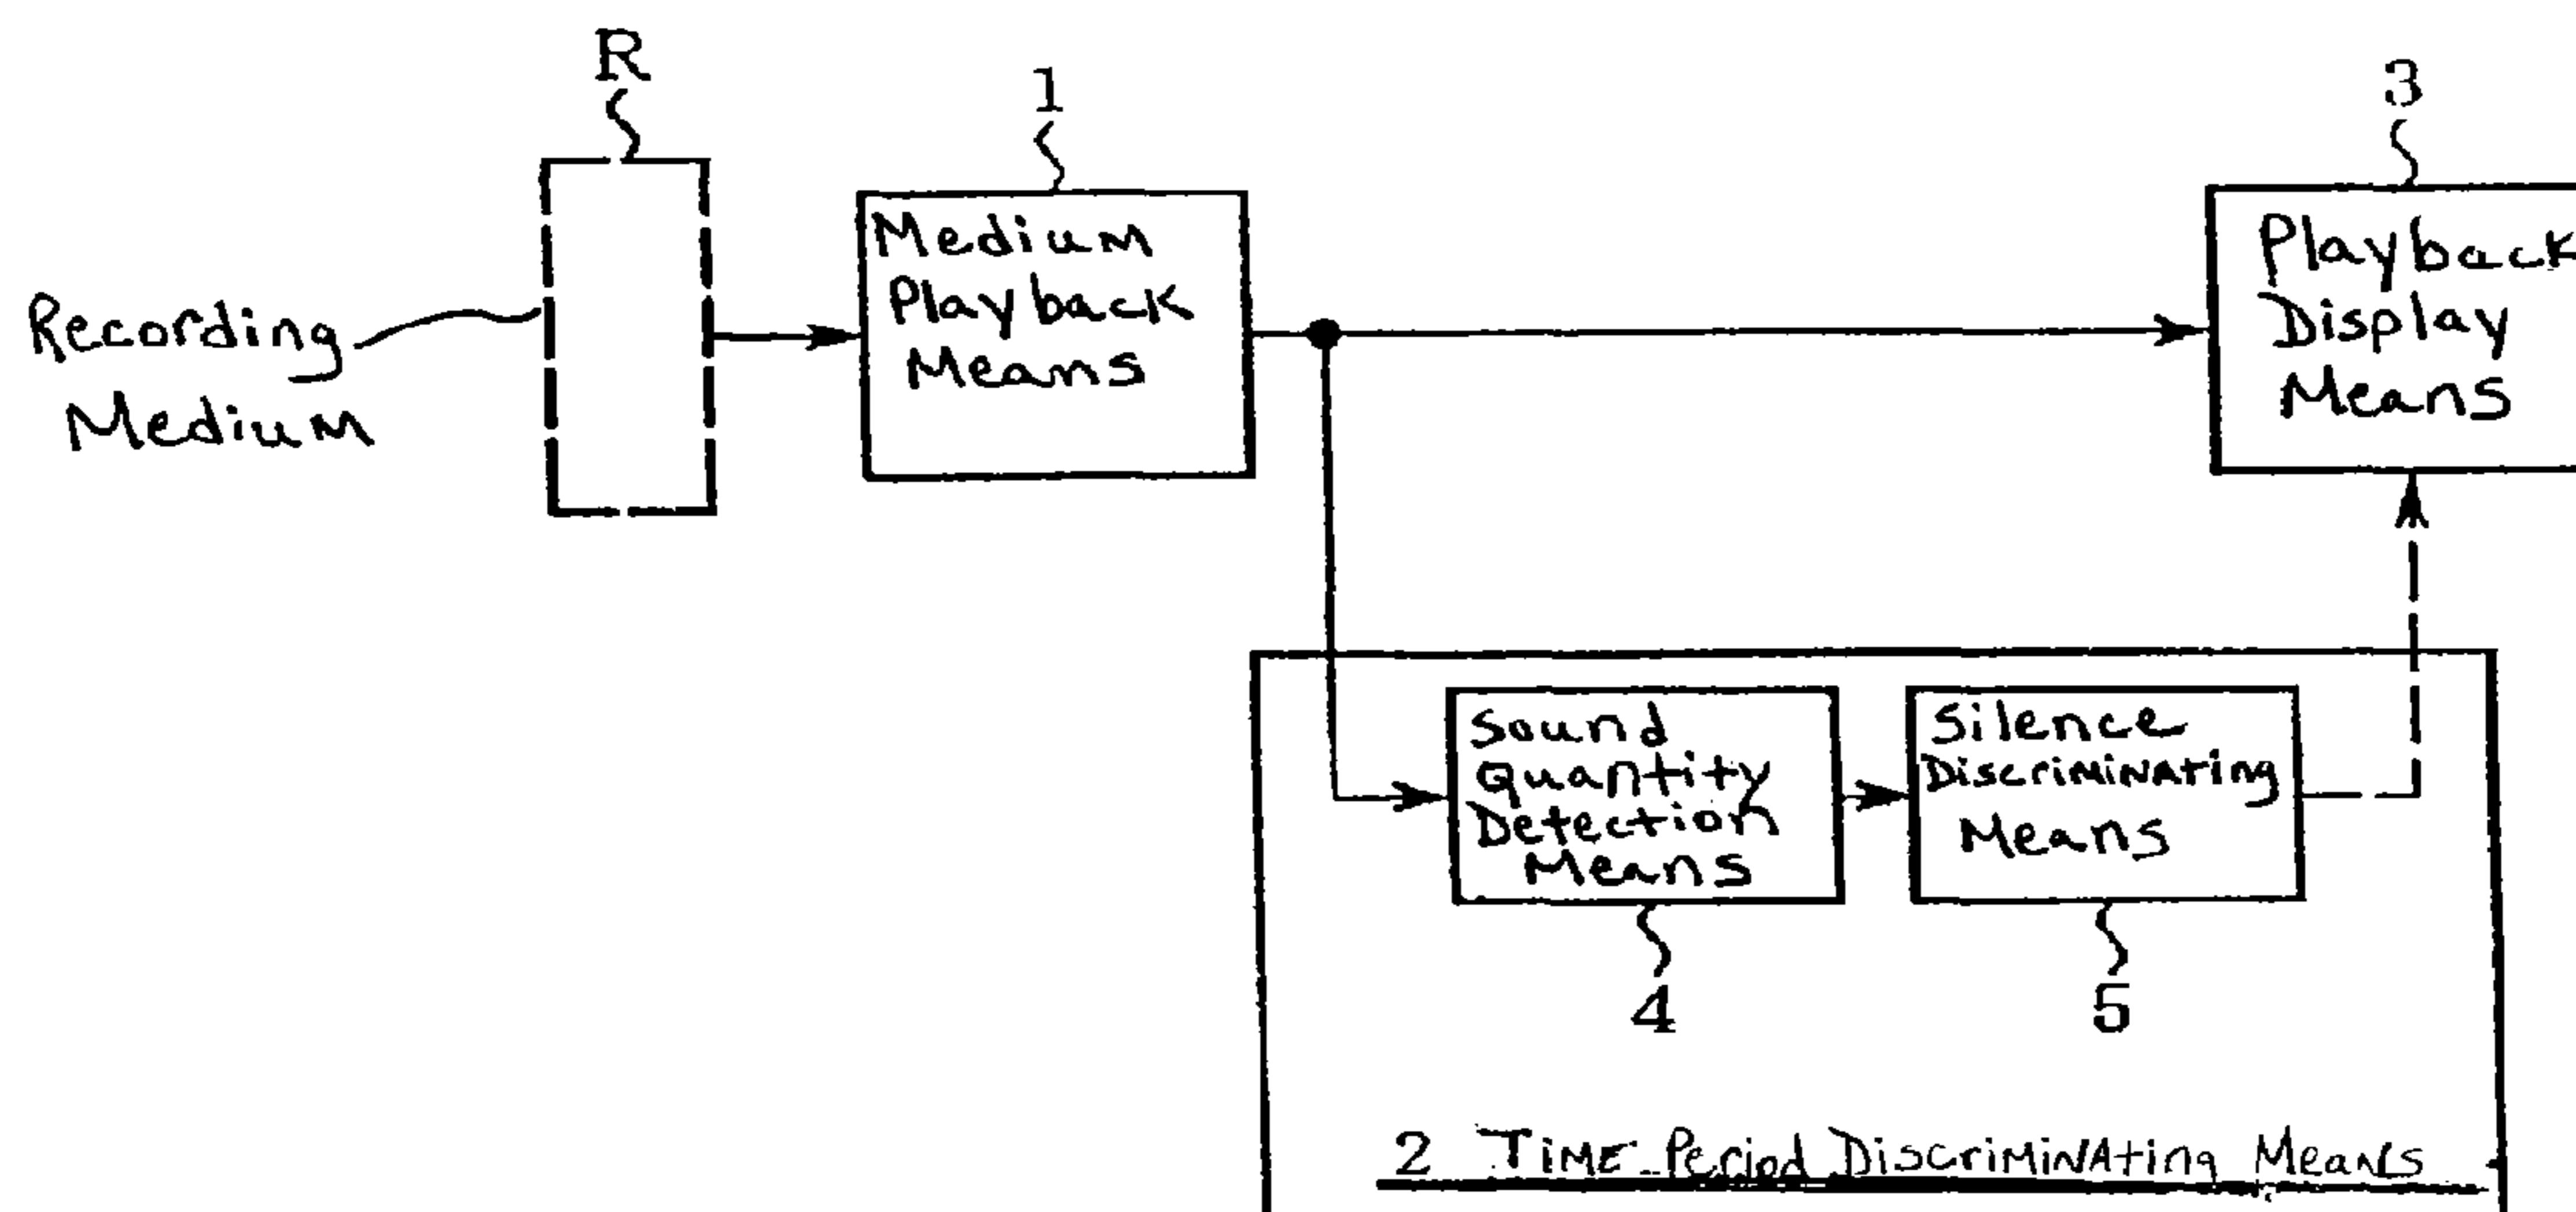 R
1
3
Recording
Medium
Medium
Playback
Means
Playback
Display
Means
Sound
Quantity
Detection
Means
Silence
Discriminating
Means
4
5
2 Time Period Discriminating Means